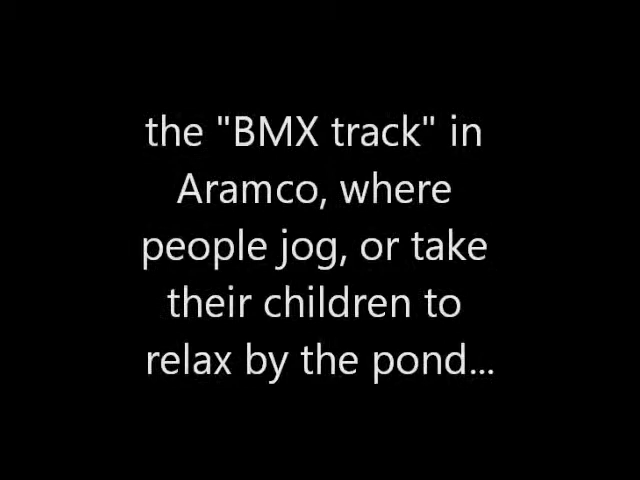 the "BMX track" in
Aramco, where
people jog, or take
their children to
relax by the pond...